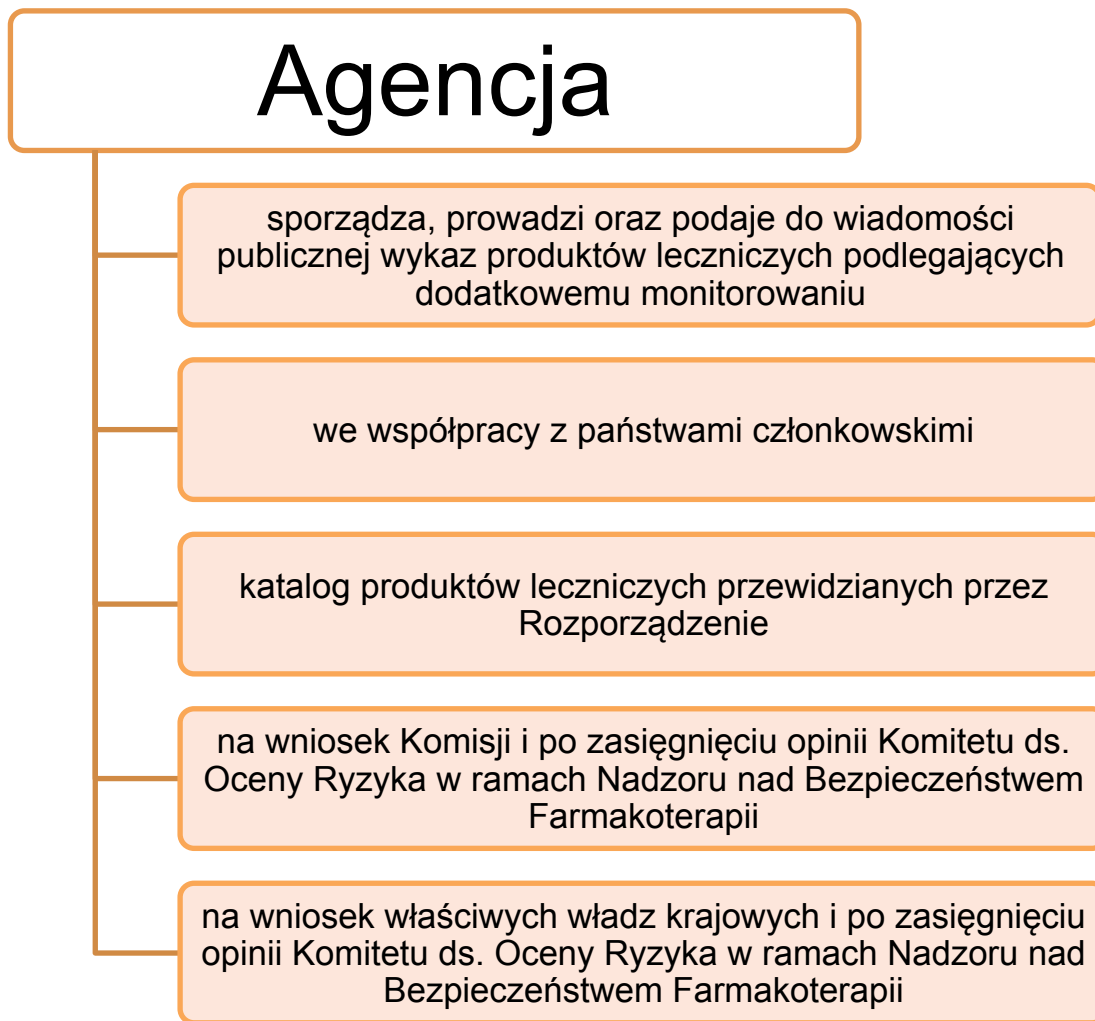 Agencja
sporządza, prowadzi oraz podaje do wiadomości
publicznej wykaz produktów leczniczych podlegających
dodatkowemu monitorowaniu
we współpracy z państwami członkowskimi
katalog produktów leczniczych przewidzianych przez
Rozporządzenie
na wniosek Komisji i po zasięgnięciu opinii Komitetu ds.
Oceny Ryzyka w ramach Nadzoru nad Bezpieczeństwem
Farmakoterapii
na wniosek właściwych władz krajowych i po zasięgnięciu
opinii Komitetu ds. Oceny Ryzyka w ramach Nadzoru nad
Bezpieczeństwem Farmakoterapii